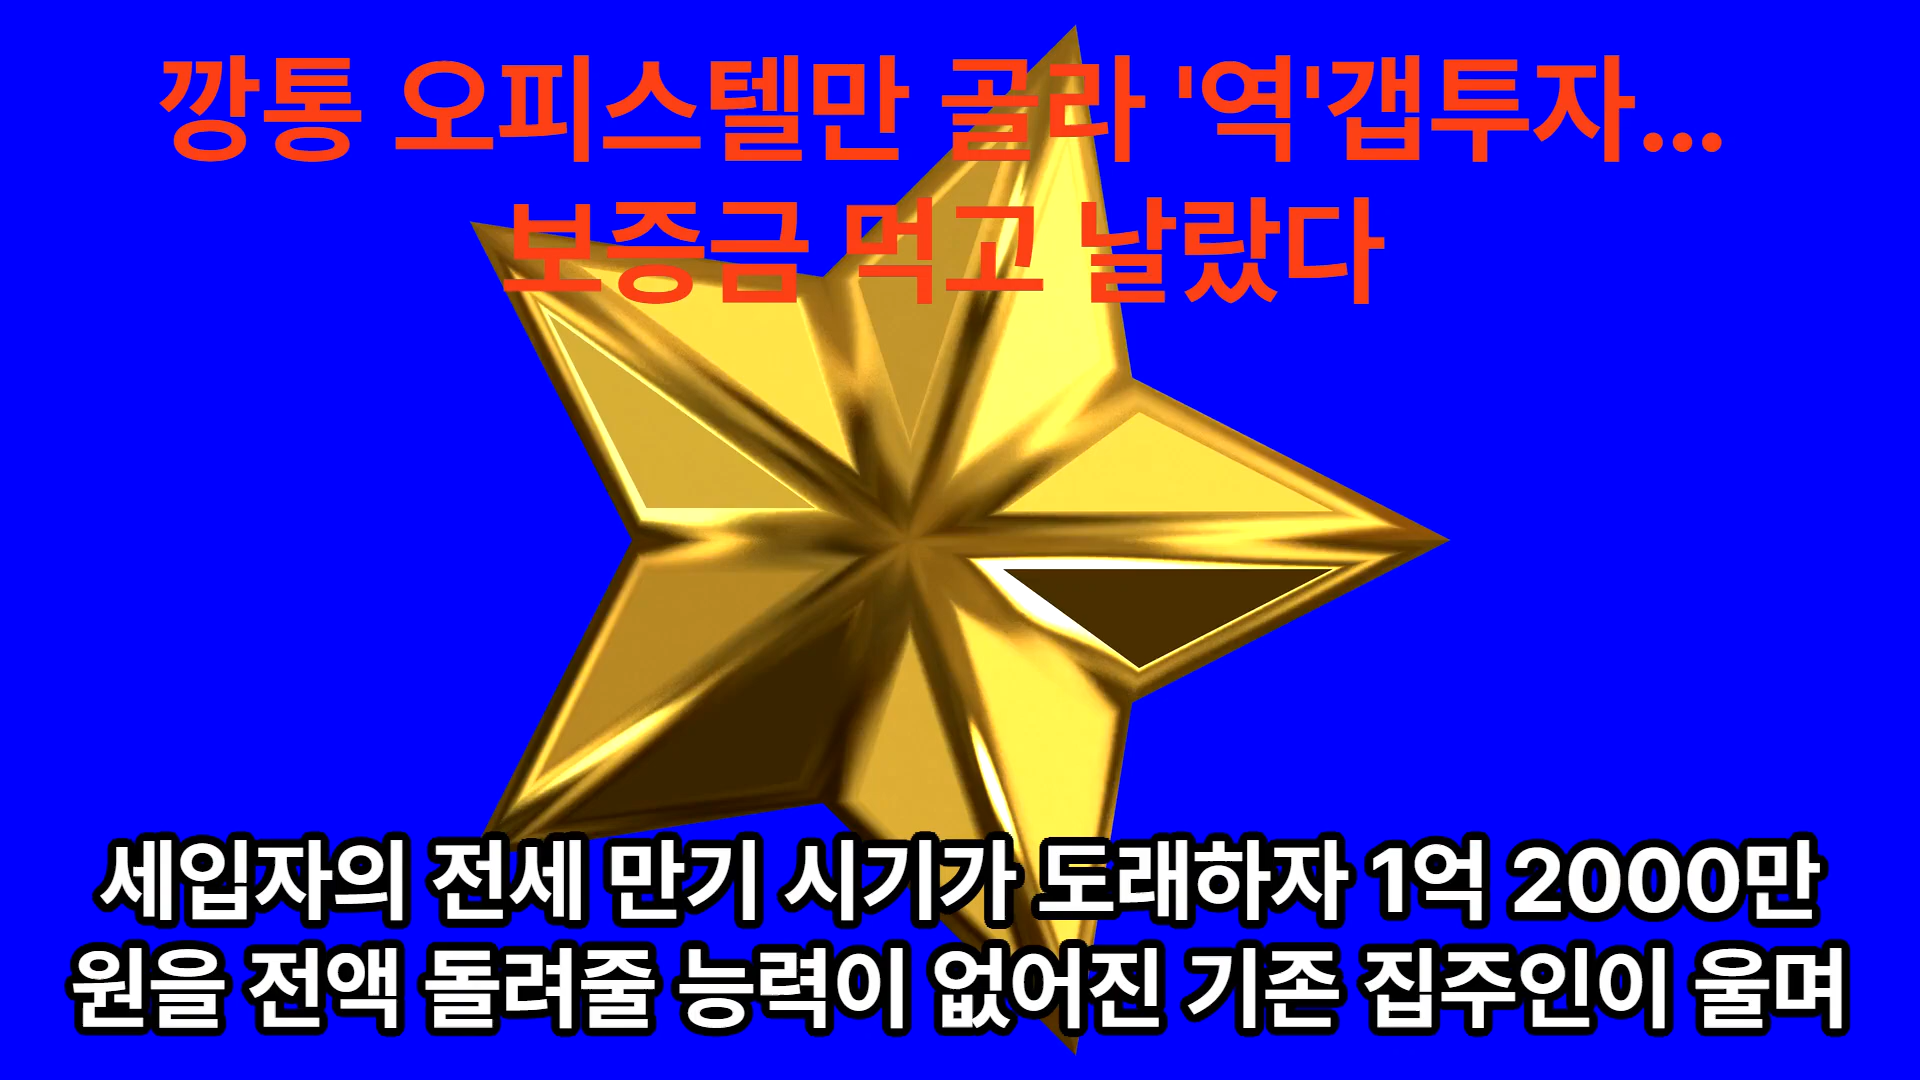 깡통 오피스텔만 골라 '역'갭투자...
보증금 먹고 날랐다
세입자의 전세 만기 시기가 도래하자 1억 2000만
원을 전액 돌려줄 능력이 없어진 기존 집주인이 울며